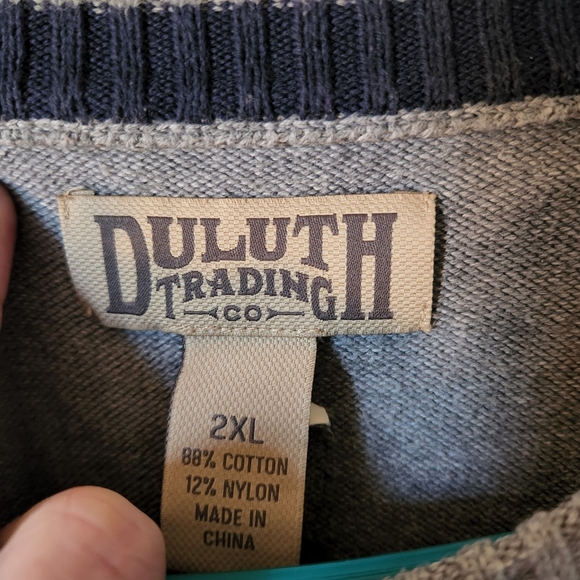 DULUTH
TRADING
CO
2XL
88% COTTON
12% NYLON
MADE IN
CHINA